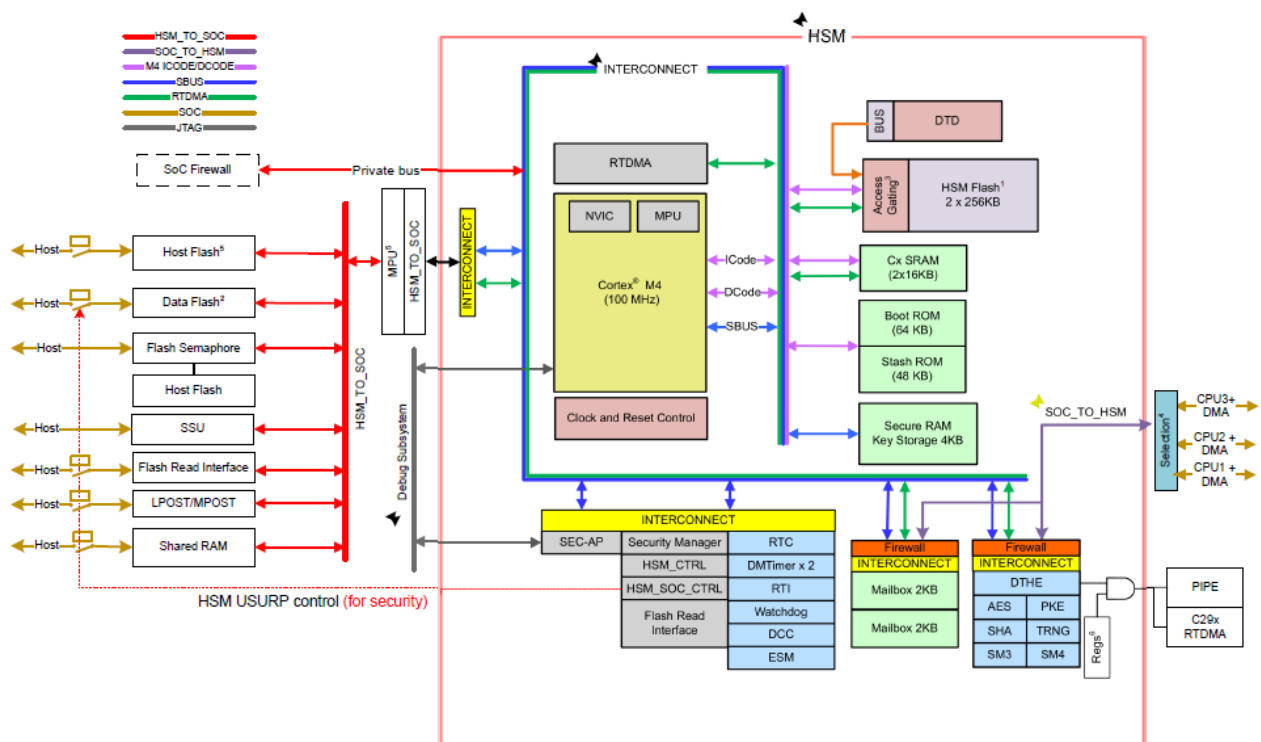 HSM_TO_SOC
SOC_TO_HSM
M4 ICODE/DCODE
SBUS
RTDMA
SOC
JTAG
HSM
INTERCONNECT
SoC Firewall
Private bus
RTDMA
NVIC
MPU
Cortex® M4
(100 MHz)
ICode
DCode
SBUS
Clock and Reset Control
BUS
DTD
Access
Gating3
HSM Flash1
2 x 256KB
Cx SRAM
(2x16KB)
Boot ROM
(64 KB)
Stash ROM
(48 KB)
Secure RAM
Key Storage 4KB
Host
Host Flash5
Host
Data Flash2
Host
Flash Semaphore
Host Flash
Host
SSU
Host
Flash Read Interface
Host
LPOST/MPOST
Host
Shared RAM
HSM_TO_SOC
MPU5
HSM_TO_SOC
INTERCONNECT
Debug Subsystem
HSM USURP control (for security)
SOC_TO_HSM
Selection4
CPU3+
DMA
CPU2 +
DMA
CPU1 +
DMA
INTERCONNECT
SEC-AP
Security Manager
RTC
HSM_CTRL
DMTimer x 2
HSM_SOC_CTRL
RTI
Flash Read
Interface
Watchdog
DCC
ESM
Firewall
INTERCONNECT
Mailbox 2KB
Mailbox 2KB
Firewall
INTERCONNECT
DTHE
AES
PKE
SHA
TRNG
SM3
SM4
Regs6
PIPE
C29x
RTDMA